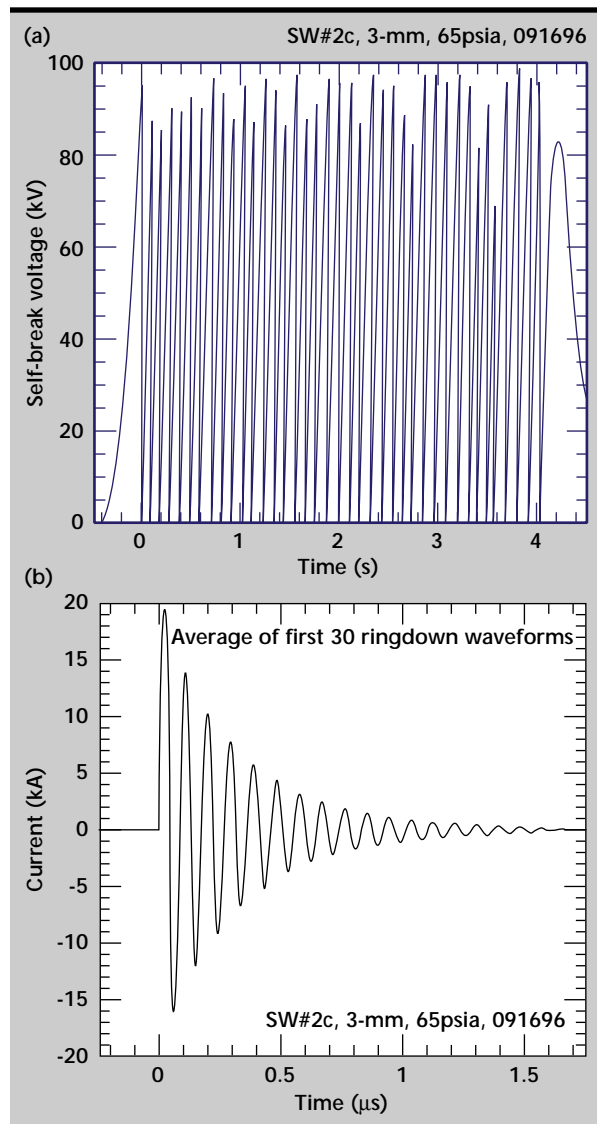 (a)
SW#2c, 3-mm, 65psia, 091696
100
80
60
40
20
0
Self-break voltage (kV)
0 1 2 3 4
Time (s)
(b)
20
15
10
5
0
-5
-10
-15
-20
Current (kA)
Average of first 30 ringdown waveforms
SW#2c, 3-mm, 65psia, 091696
0 0.5 1 1.5
Time (μs)